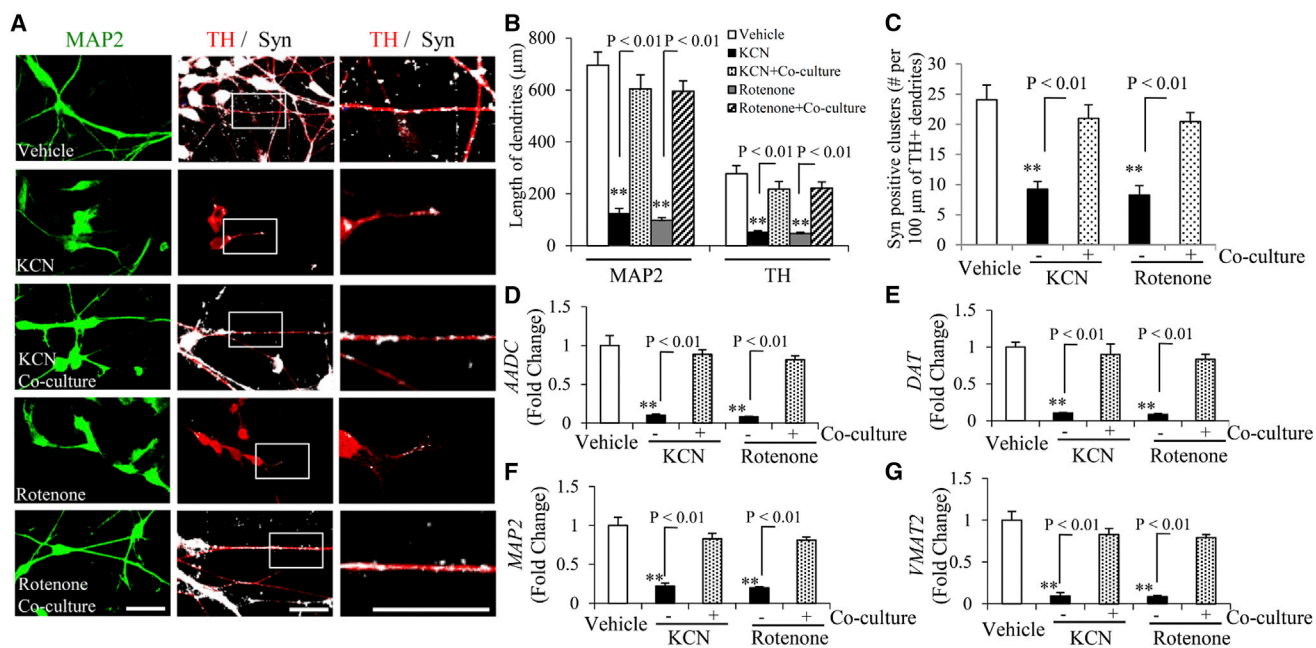 A
MAP2
TH / Syn
TH / Syn
Vehicle
KCN
KCN
Co-culture
Rotenone
Rotenone
Co-culture
B
Length of dendrites (μm)
800
600
400
200
0
P < 0.01
P < 0.01
**
**
P < 0.01
P < 0.01
**
**
MAP2
TH
Vehicle
KCN
KCN+Co-culture
Rotenone
Rotenone+Co-culture
C
Syn positive clusters (# per
100 μm of TH+ dendrites)
30
25
20
15
10
5
0
P < 0.01
P < 0.01
**
**
Vehicle
-
+
-
+
Co-culture
KCN
Rotenone
D
AADC
(Fold Change)
1.5
1
0.5
0
P < 0.01
P < 0.01
**
**
Vehicle
-
+
-
+
Co-culture
KCN
Rotenone
E
DAT
(Fold Change)
1.5
1
0.5
0
P < 0.01
P < 0.01
**
**
Vehicle
-
+
-
+
Co-culture
KCN
Rotenone
F
MAP2
(Fold Change)
1.5
1
0.5
0
P < 0.01
P < 0.01
**
**
Vehicle
-
+
-
+
Co-culture
KCN
Rotenone
G
VMAT2
(Fold Change)
1.5
1
0.5
0
P < 0.01
P < 0.01
**
**
Vehicle
-
+
-
+
Co-culture
KCN
Rotenone